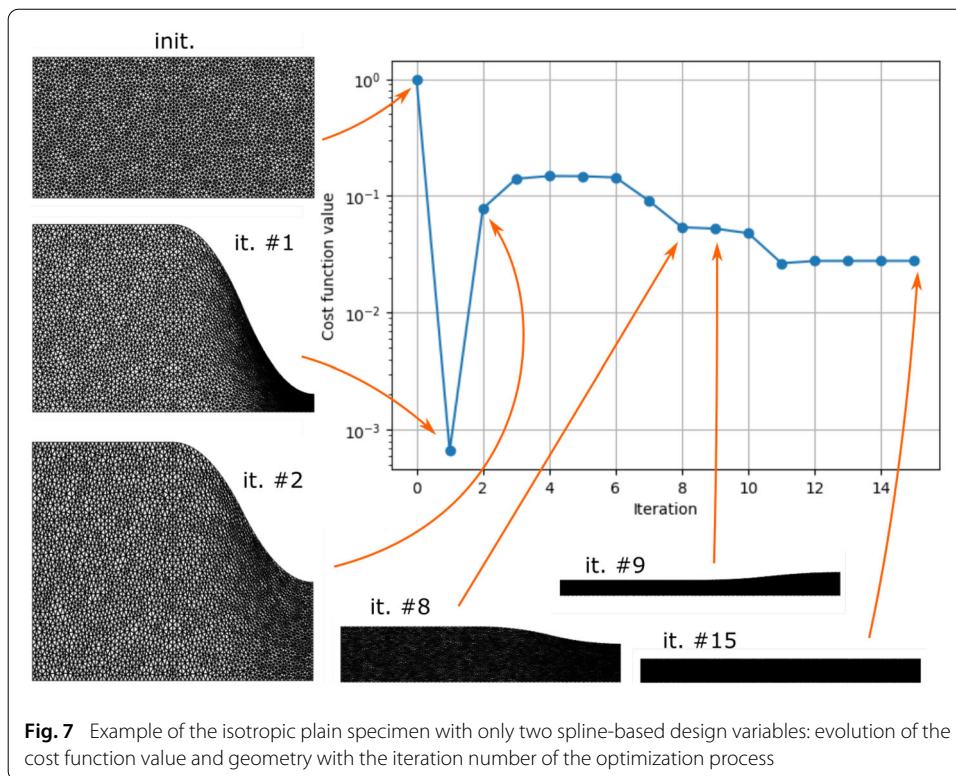 init.
it. #1
it. #2
10⁰
10⁻¹
10⁻²
10⁻³
Cost function value
0 2 4 6 8 10 12 14
Iteration
it. #8
it. #9
it. #15
Fig. 7 Example of the isotropic plain specimen with only two spline-based design variables: evolution of the
cost function value and geometry with the iteration number of the optimization process